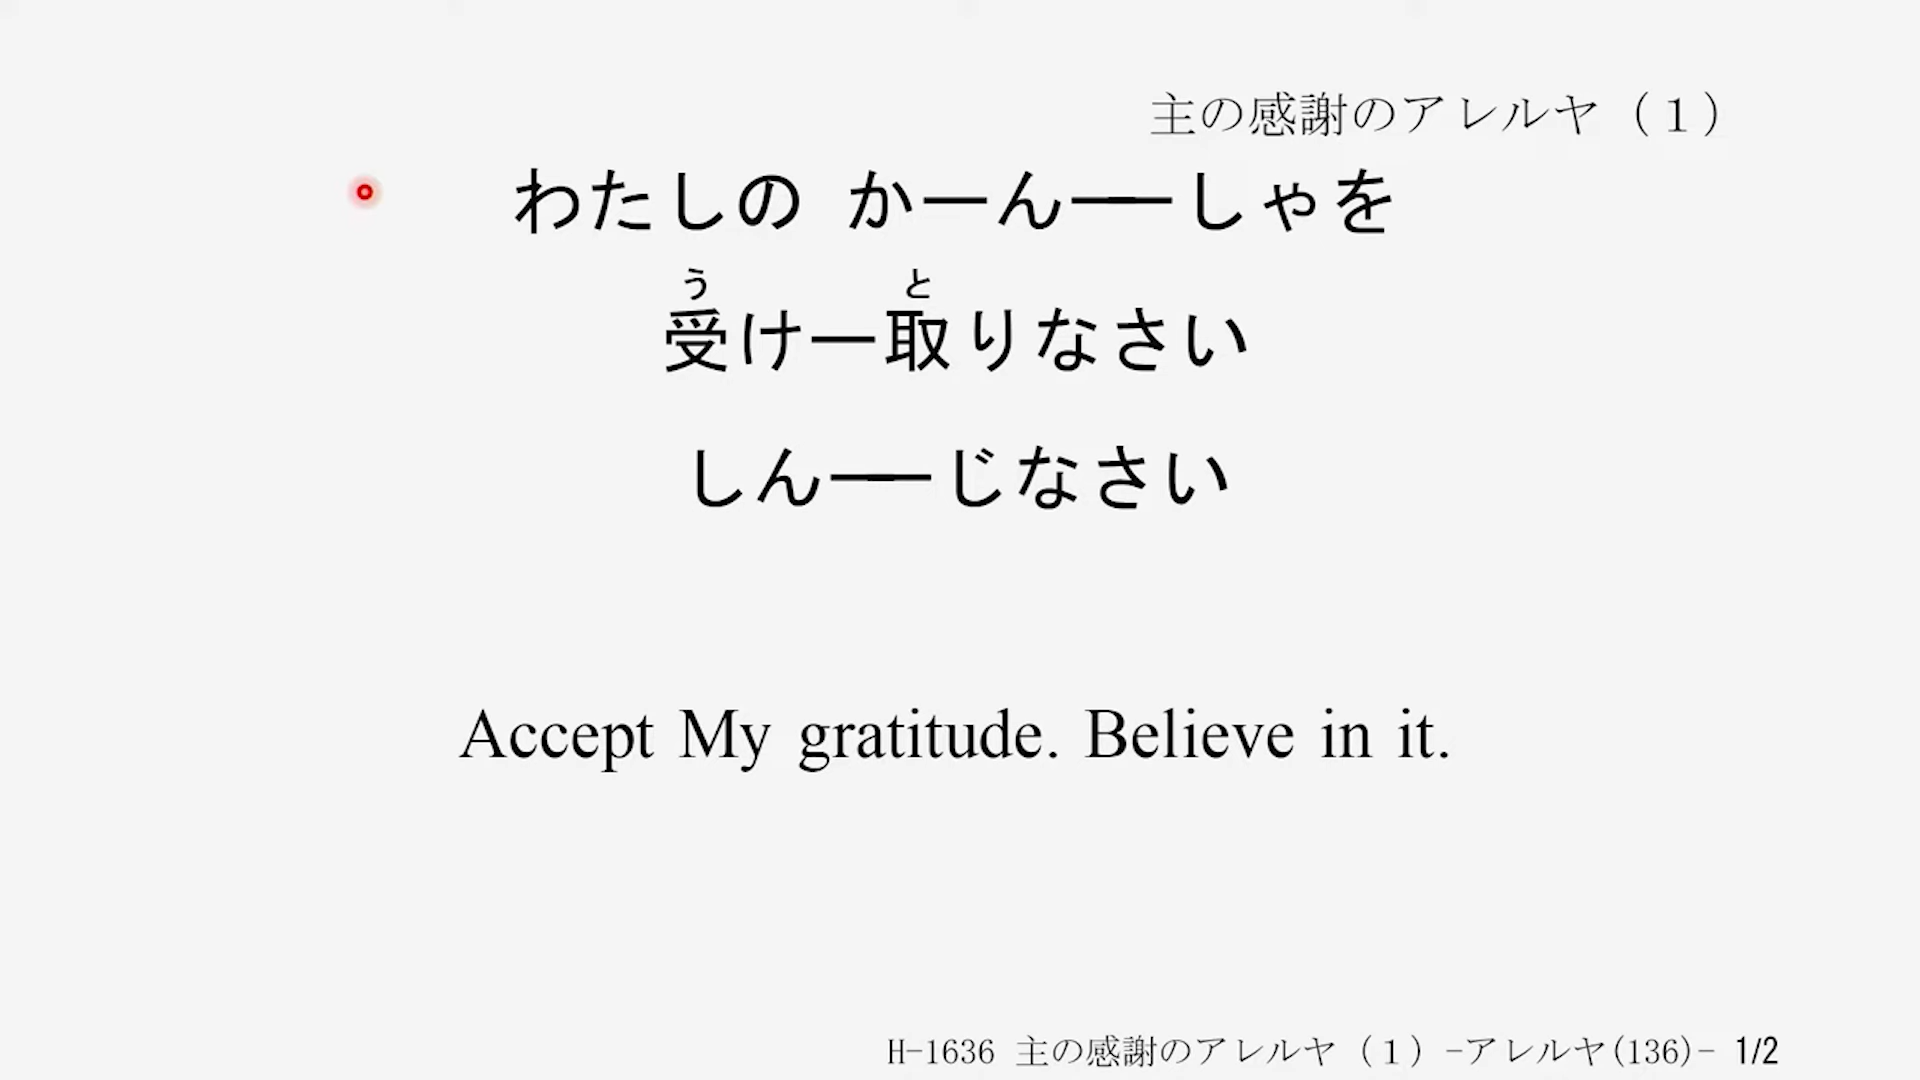 主の感謝のアレルヤ（１）
わたしの かーんーーしゃを
う と
受けー取りなさい
しんーーじなさい
Accept My gratitude. Believe in it.
H-1636 主の感謝のアレルヤ（１）-アレルヤ(136)- 1/2